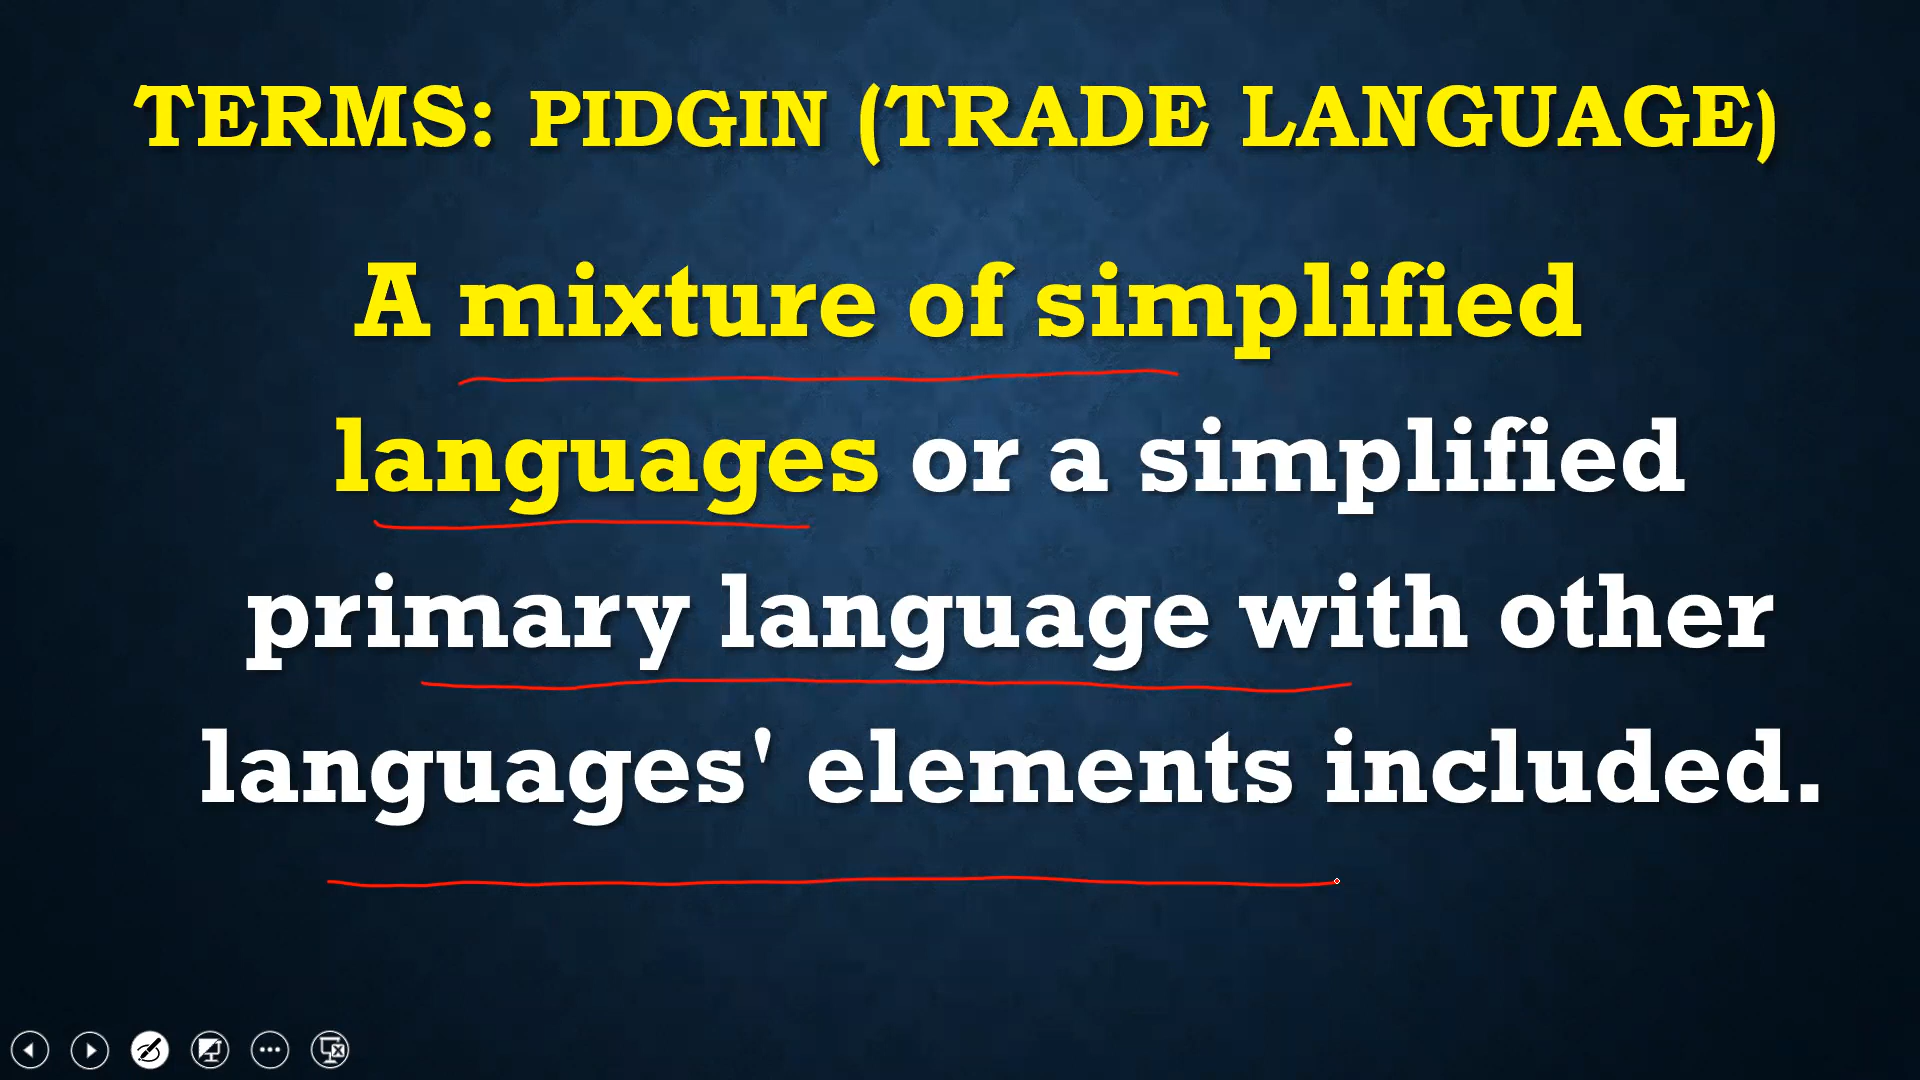 TERMS: PIDGIN (TRADE LANGUAGE)
A mixture of simplified
languages or a simplified
primary language with other
languages' elements included.